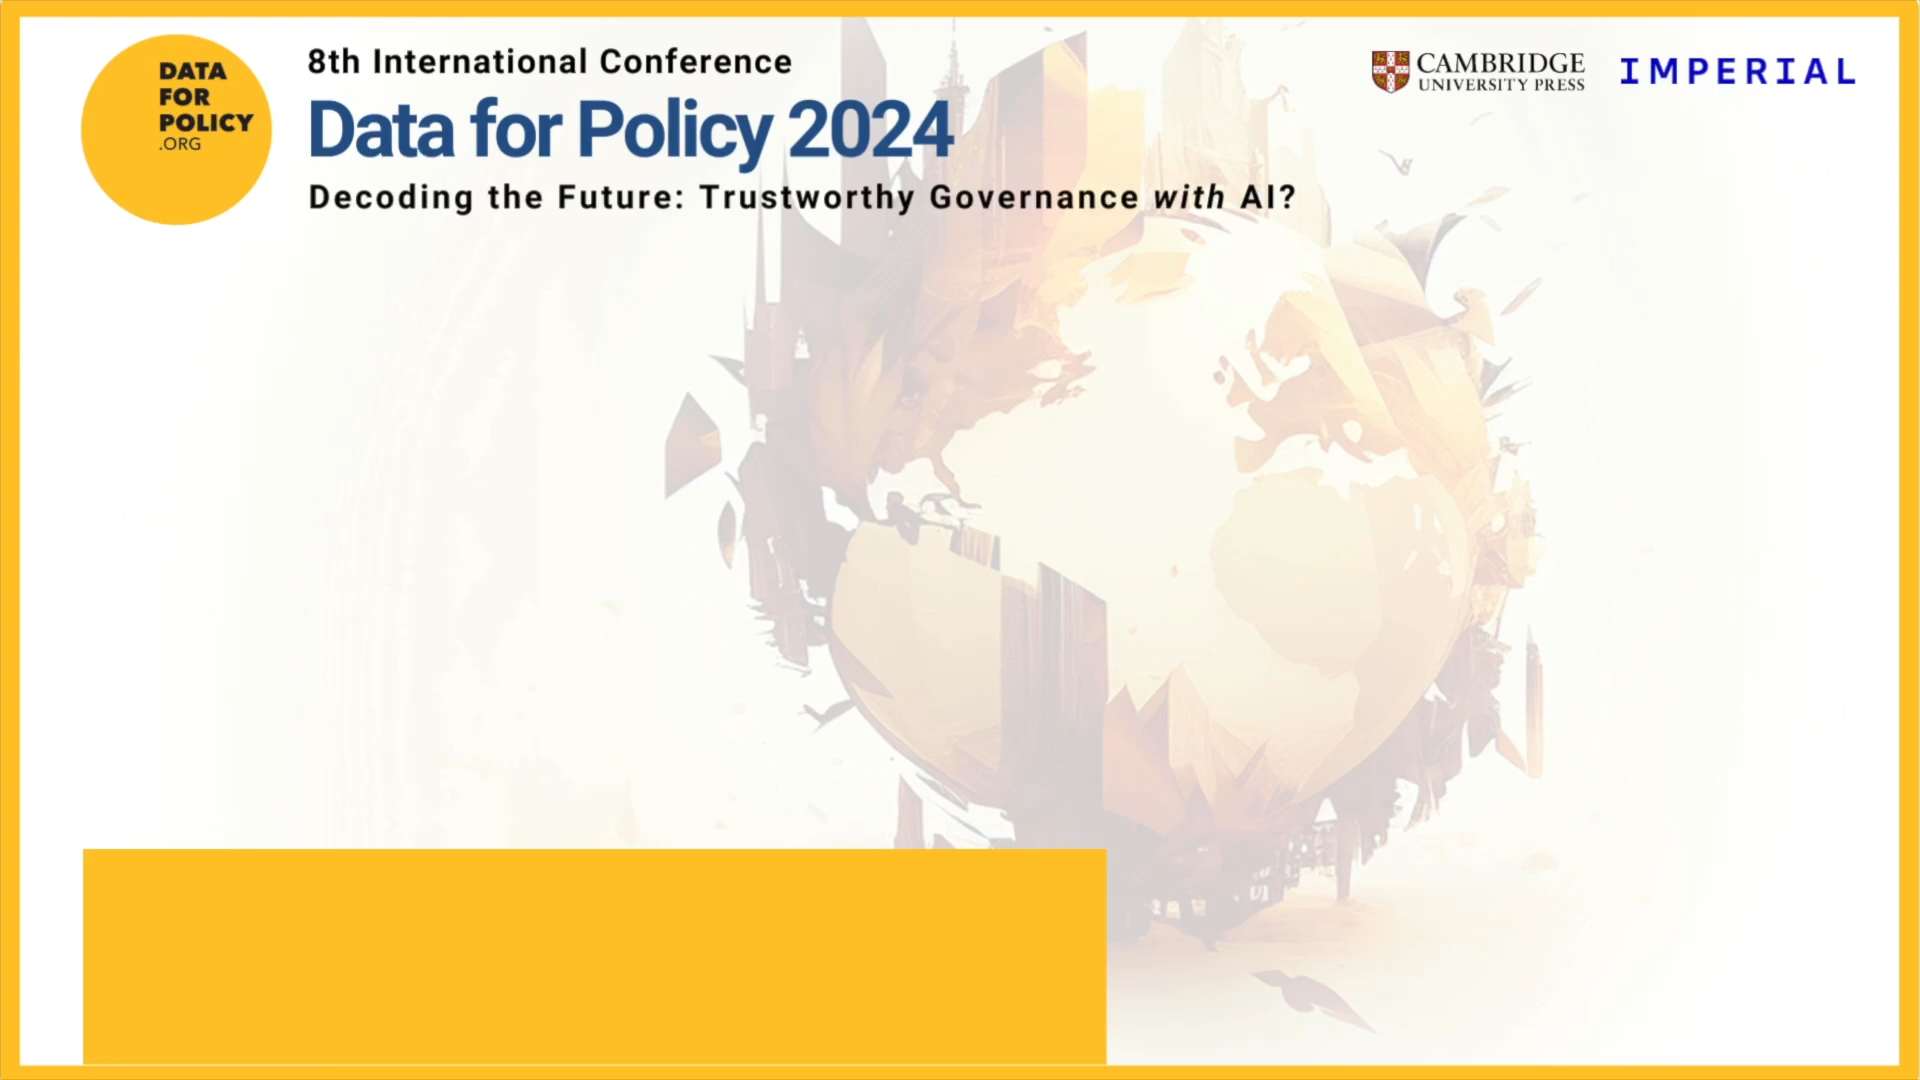 DATA
FOR
POLICY
.ORG
8th International Conference
Data for Policy 2024
Decoding the Future: Trustworthy Governance with AI?
CAMBRIDGE
UNIVERSITY PRESS
IMPERIAL